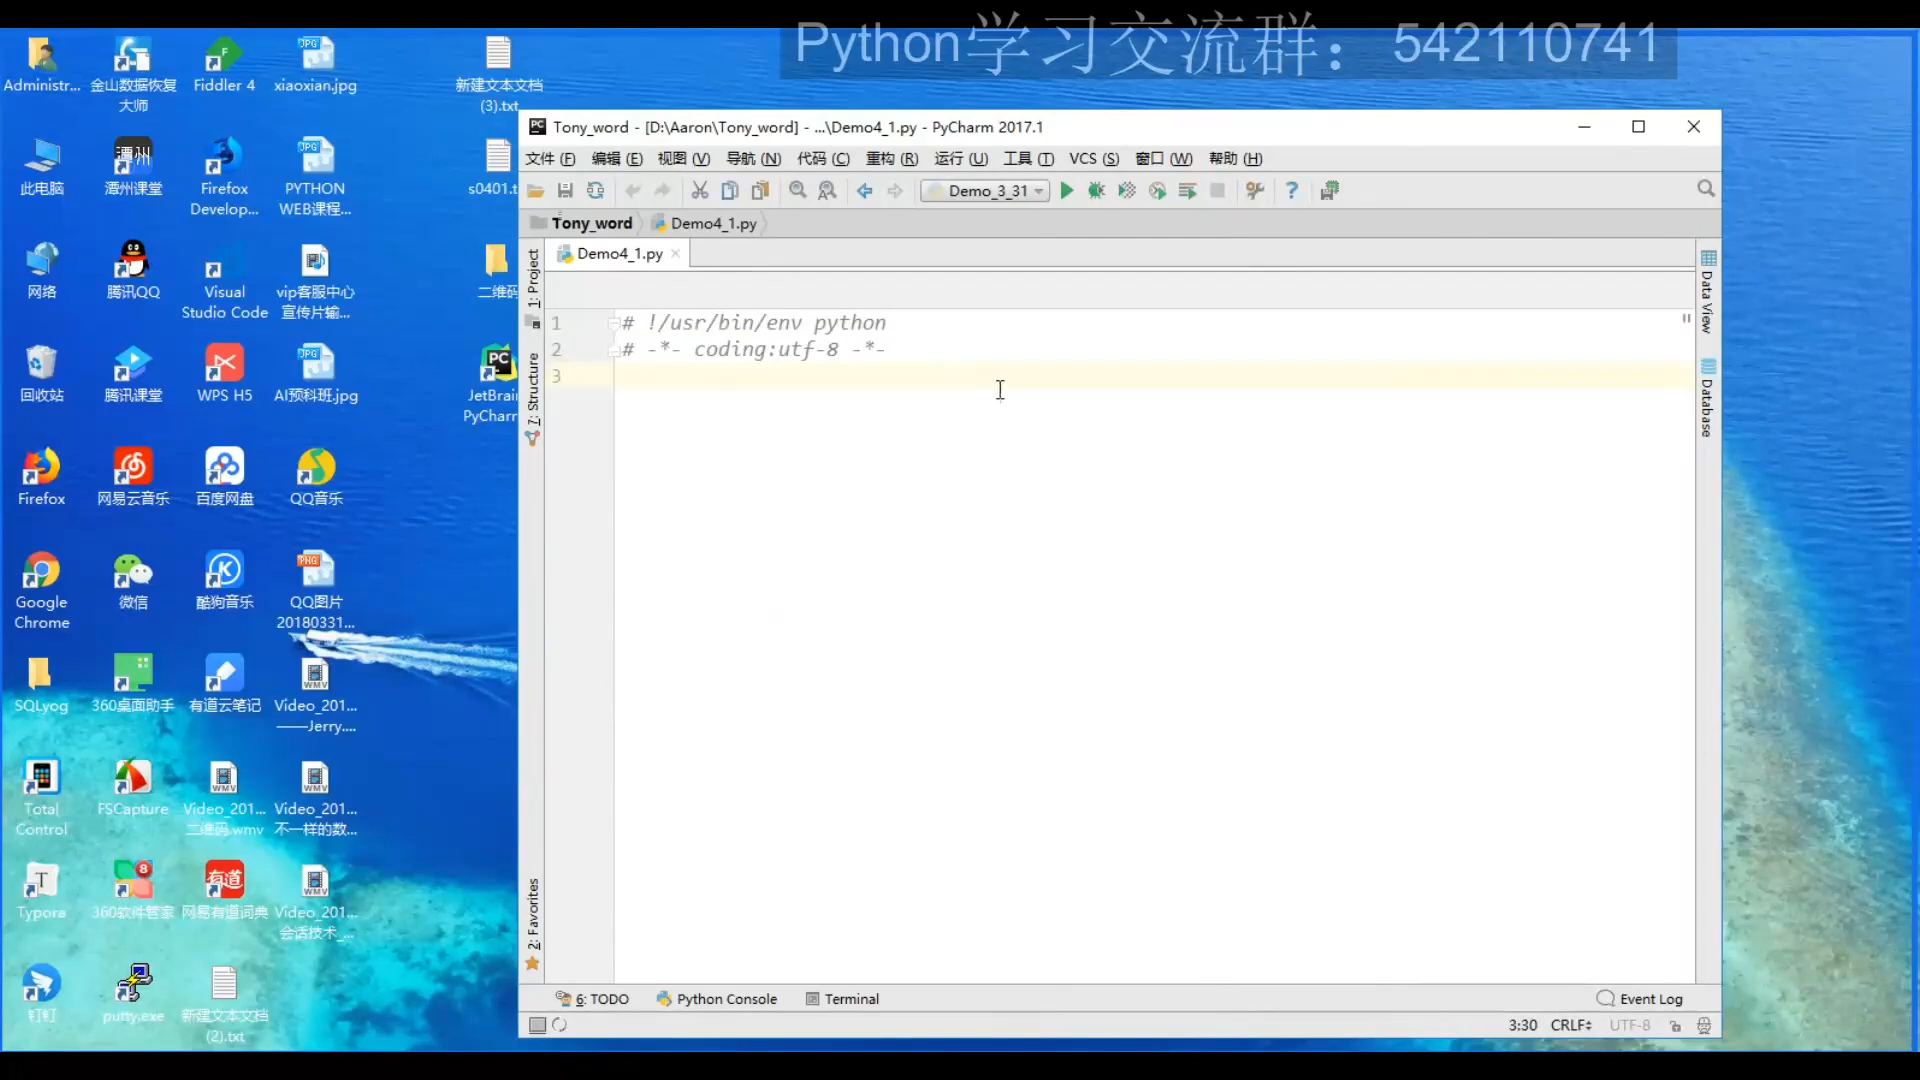 Python学习交流群：542110741
Administr...
金山数据恢复
大师
Fiddler 4
xiaoxian.jpg
新建文本文档
(3).txt
此电脑
潭州课堂
Firefox
Develop...
PYTHON
WEB课程...
s0401.t
网络
腾讯QQ
Visual
Studio Code
vip客服中心
宣传片输...
二维码
回收站
腾讯课堂
WPS H5
AI预科班.jpg
JetBrai
PyCharm
Firefox
网易云音乐
百度网盘
QQ音乐
Google
Chrome
微信
酷狗音乐
QQ图片
20180331...
SQLyog
360桌面助手
有道云笔记
Video_201...
——Jerry....
Total
Control
FSCapture
Video_201...
二维码.wmv
Video_201...
不一样的数...
Typora
360软件管家
网易有道词典
Video_201...
会话技术_...
钉钉
putty.exe
新建文本文档
(2).txt
Tony_word - [D:\Aaron\Tony_word] - ...\Demo4_1.py - PyCharm 2017.1
文件 (F) 编辑 (E) 视图 (V) 导航 (N) 代码 (C) 重构 (R) 运行 (U) 工具 (T) VCS (S) 窗口 (W) 帮助 (H)
Demo_3_31
Tony_word Demo4_1.py
Demo4_1.py
1: Project
7: Structure
2: Favorites
1 # !/usr/bin/env python
2 # -*- coding:utf-8 -*-
3
Data View
Database
6: TODO Python Console Terminal Event Log
3:30 CRLF UTF-8